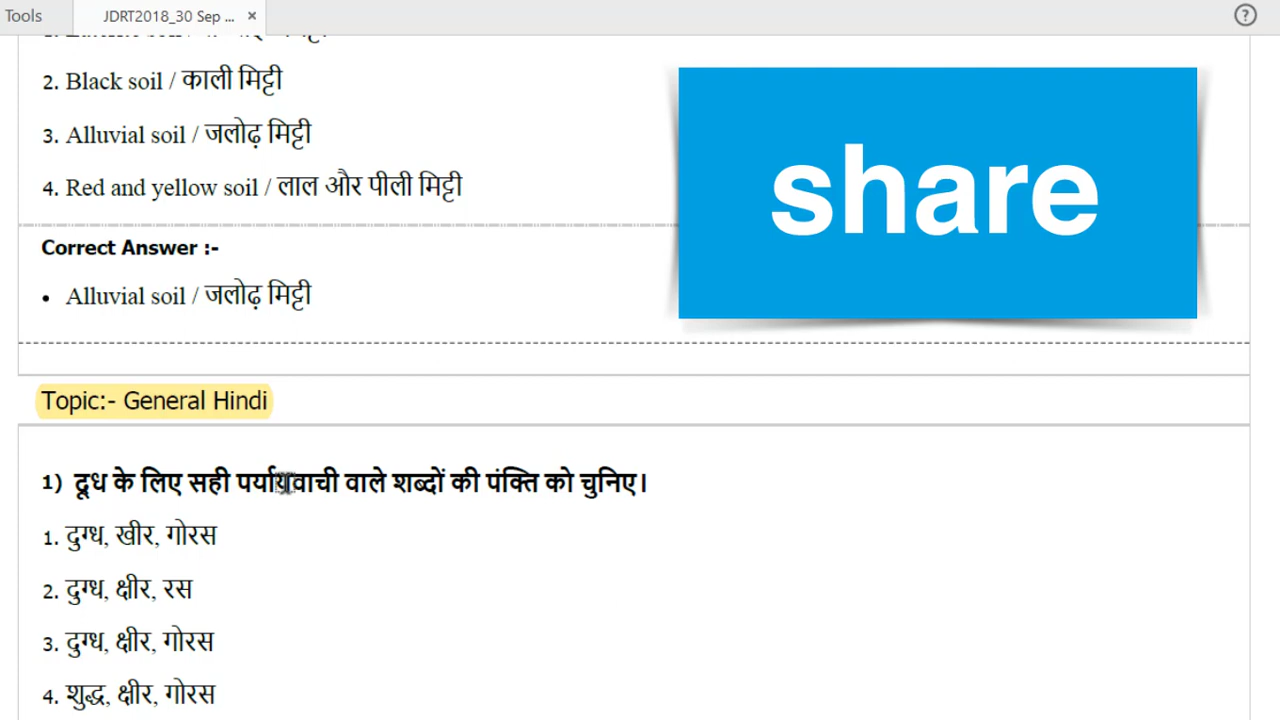 Tools
JDRT2018_30 Sep ... ×
?
2. Black soil / काली मिट्टी
3. Alluvial soil / जलोढ़ मिट्टी
4. Red and yellow soil / लाल और पीली मिट्टी
share
Correct Answer :-
• Alluvial soil / जलोढ़ मिट्टी
Topic:- General Hindi
1) दूध के लिए सही पर्यायवाची वाले शब्दों की पंक्ति को चुनिए।
1. दुग्ध, खीर, गोरस
2. दुग्ध, क्षीर, रस
3. दुग्ध, क्षीर, गोरस
4. शुद्ध, क्षीर, गोरस